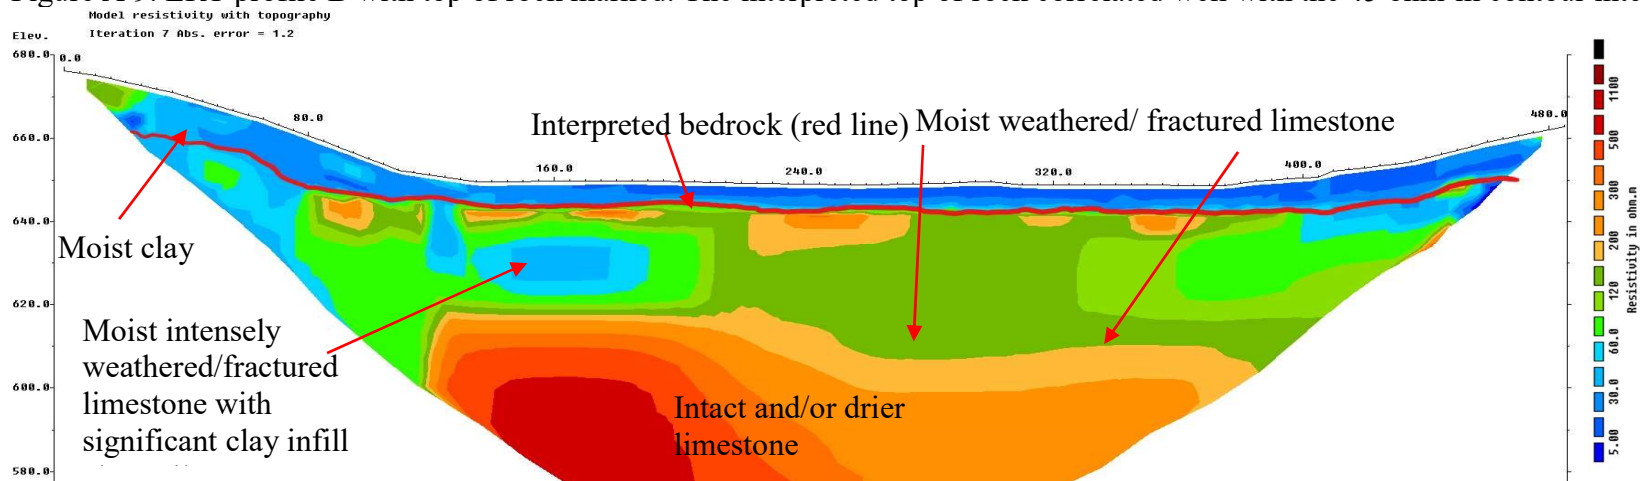 Model resistivity with topography
Iteration 7 Abs. error = 1.2
Elev.
680.0
660.0
640.0
620.0
600.0
580.0
0.0
80.0
160.0
240.0
320.0
400.0
480.0
Interpreted bedrock (red line)
Moist weathered/ fractured limestone
Moist clay
Moist intensely
weathered/fractured
limestone with
significant clay infill
Intact and/or drier
limestone
1100
500
300
200
120
60.0
30.0
5.00
Resistivity in ohm.m